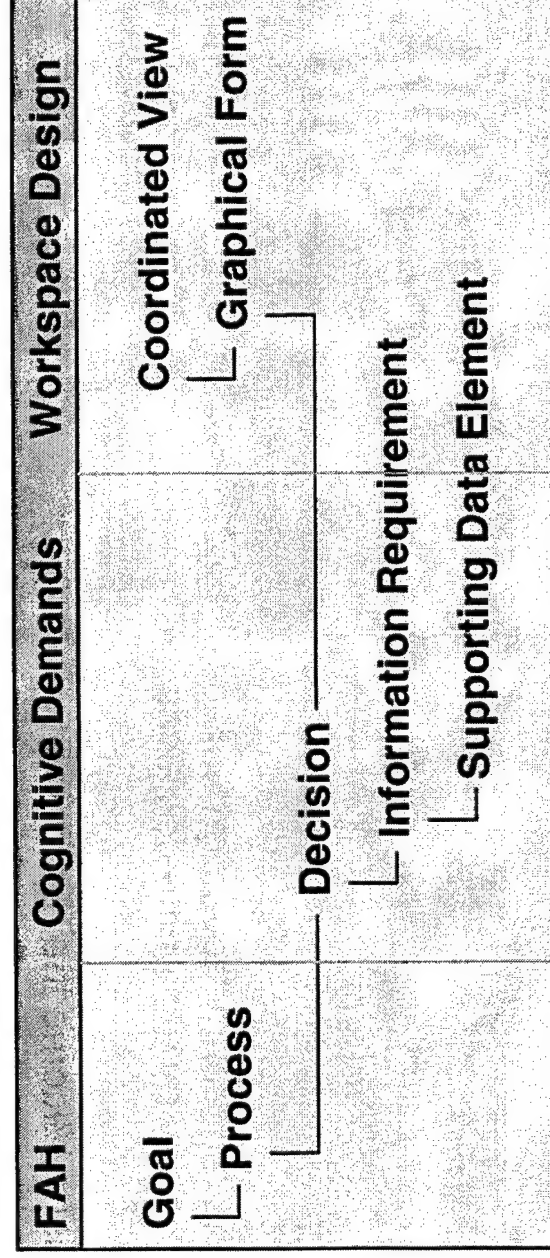 FAH Cognitive Demands Workspace Design
Goal
Process
Decision
Information Requirement
Supporting Data Element
Coordinated View
Graphical Form